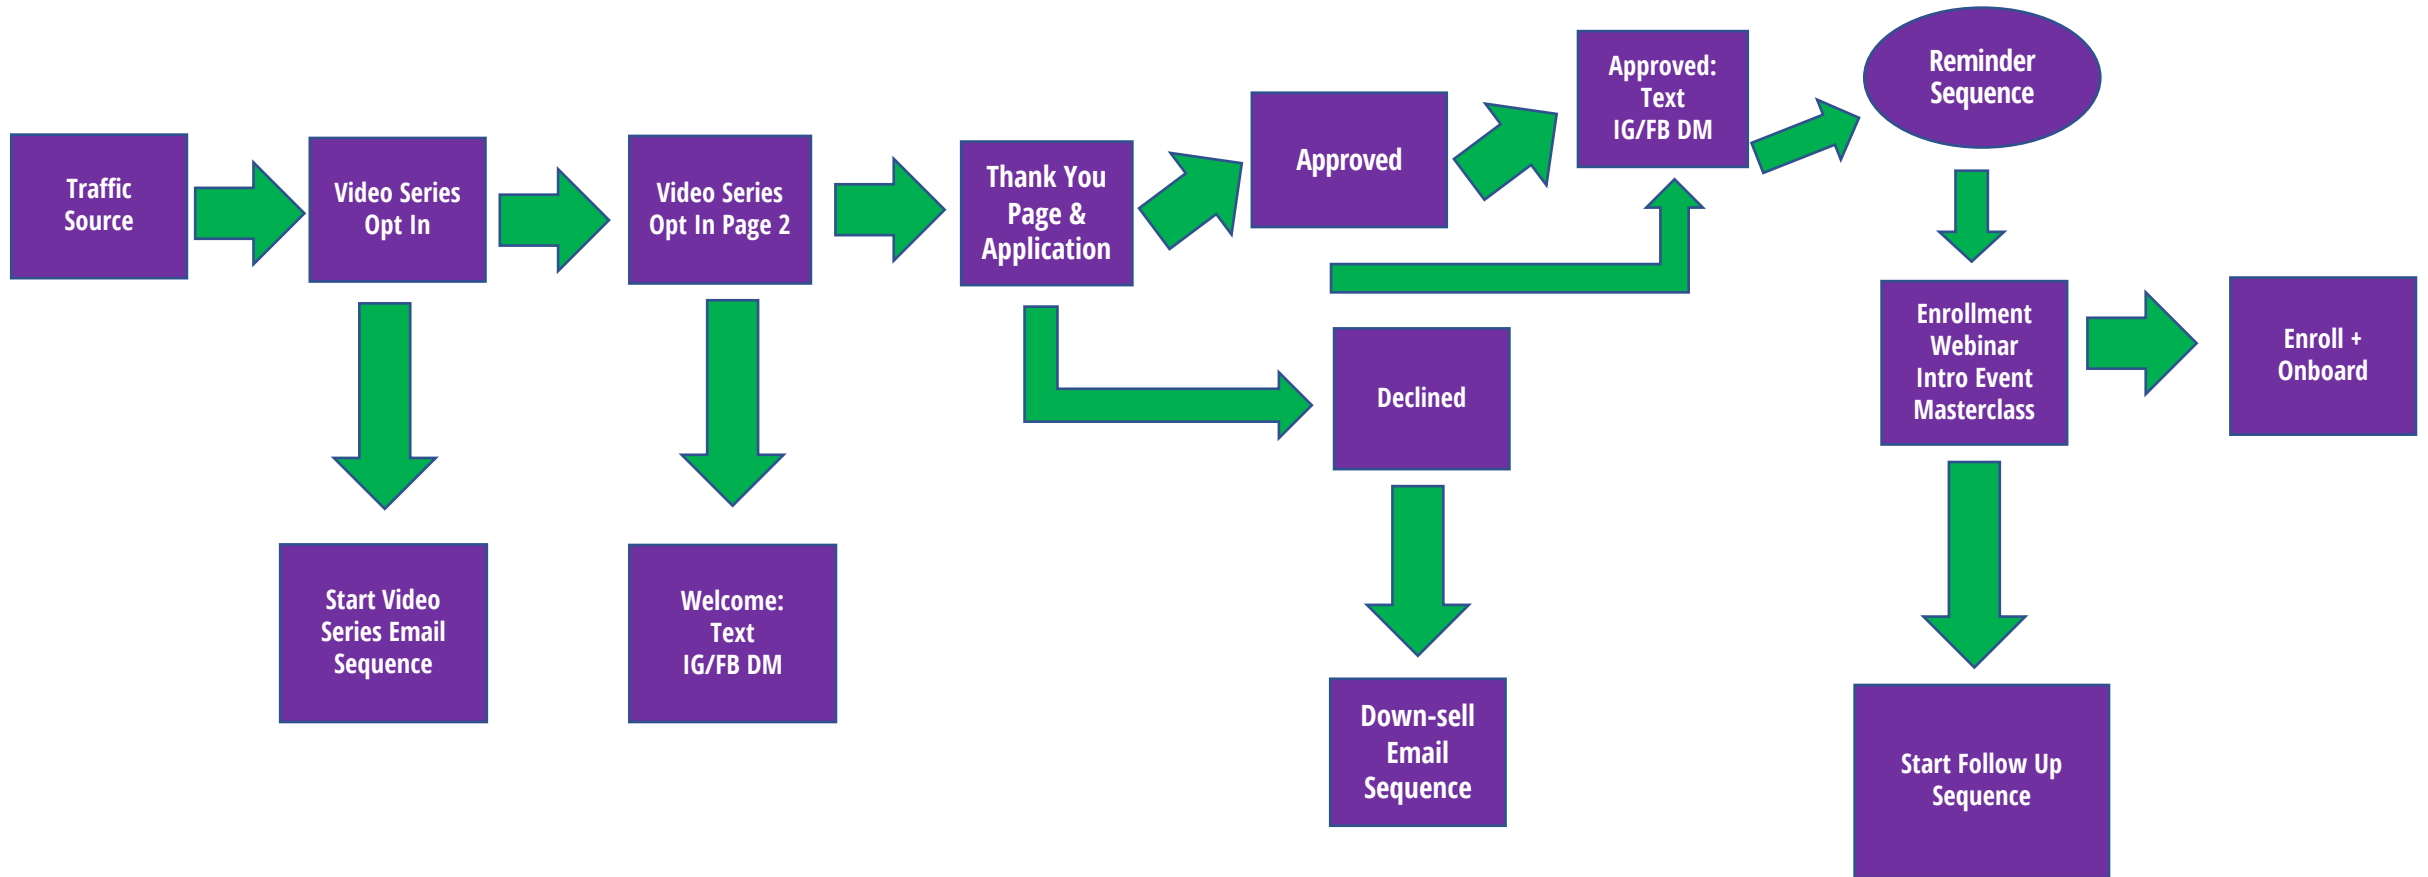 Traffic
Source
Video Series
Opt In
Video Series
Opt In Page 2
Thank You
Page &
Application
Approved
Approved:
Text
IG/FB DM
Reminder
Sequence
Enrollment
Webinar
Intro Event
Masterclass
Enroll +
Onboard
Declined
Start Video
Series Email
Sequence
Welcome:
Text
IG/FB DM
Down-sell
Email
Sequence
Start Follow Up
Sequence